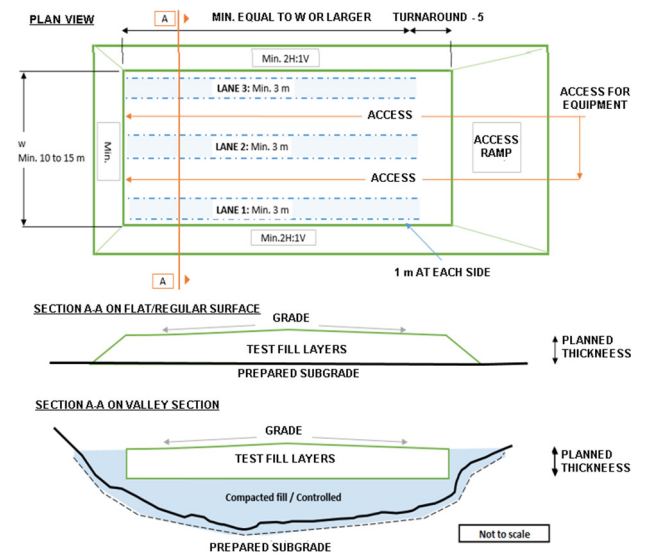 PLAN VIEW
A
MIN. EQUAL TO W OR LARGER
TURNAROUND - 5
Min. 2H:1V
LANE 3: Min. 3 m
ACCESS FOR
EQUIPMENT
ACCESS
w
Min. 10 to 15 m
Min.
LANE 2: Min. 3 m
ACCESS
RAMP
ACCESS
LANE 1: Min. 3 m
Min.2H:1V
1 m AT EACH SIDE
A
SECTION A-A ON FLAT/REGULAR SURFACE
GRADE
TEST FILL LAYERS
PLANNED
THICKNEESS
PREPARED SUBGRADE
SECTION A-A ON VALLEY SECTION
GRADE
TEST FILL LAYERS
PLANNED
THICKNEESS
Compacted fill / Controlled
Not to scale
PREPARED SUBGRADE